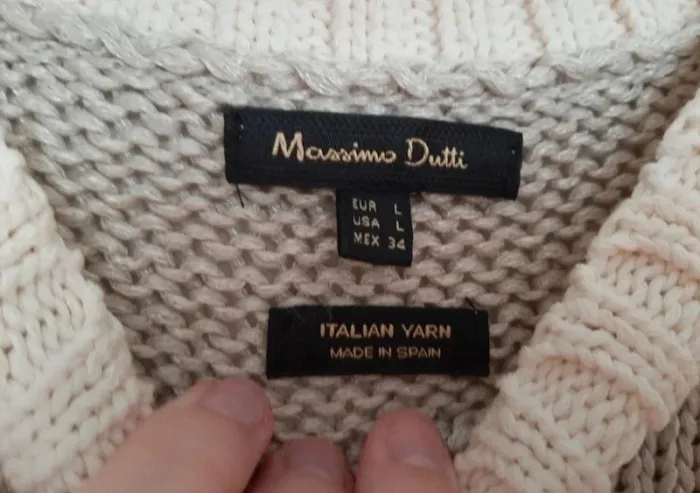 Massimo Dutti
EUR L
USA L
MEX 34
ITALIAN YARN
MADE IN SPAIN